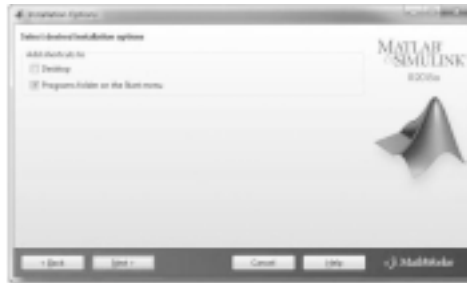 Installation Options
Select desired installation options
Add shortcuts to
Desktop
Programs folder on the Start menu
MATLAB
&SIMULINK
< Back
Next >
Cancel
Help
MathWorks